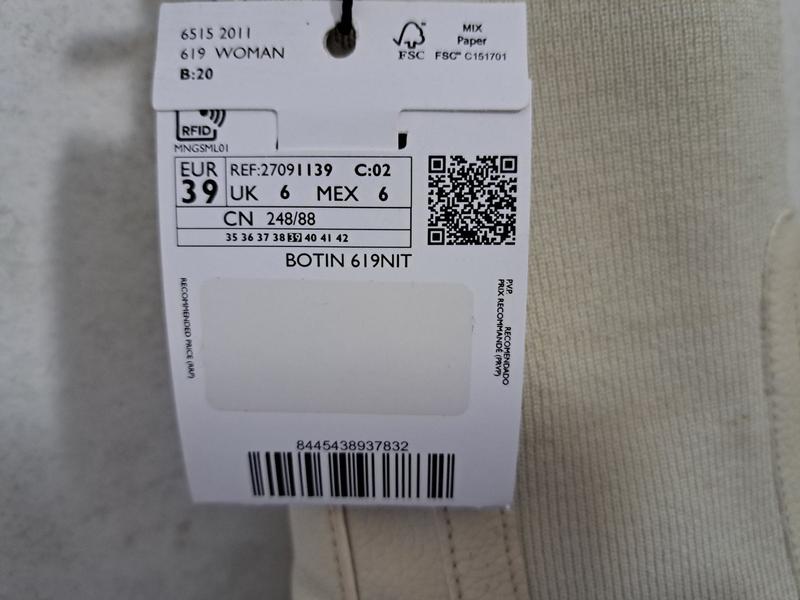 6515 2011
619 WOMAN
B:20
FSC
MIX
Paper
FSC™ C151701
RFID
MNGSML01
EUR
39
REF:27091139 C:02
UK 6 MEX 6
CN 248/88
35 36 37 38 39 40 41 42
BOTIN 619NIT
RECOMMENDED PRICE (RRP)
P.V.P. RECOMENDADO
PRIX RECOMMANDÉ (PRVP)
8445438937832